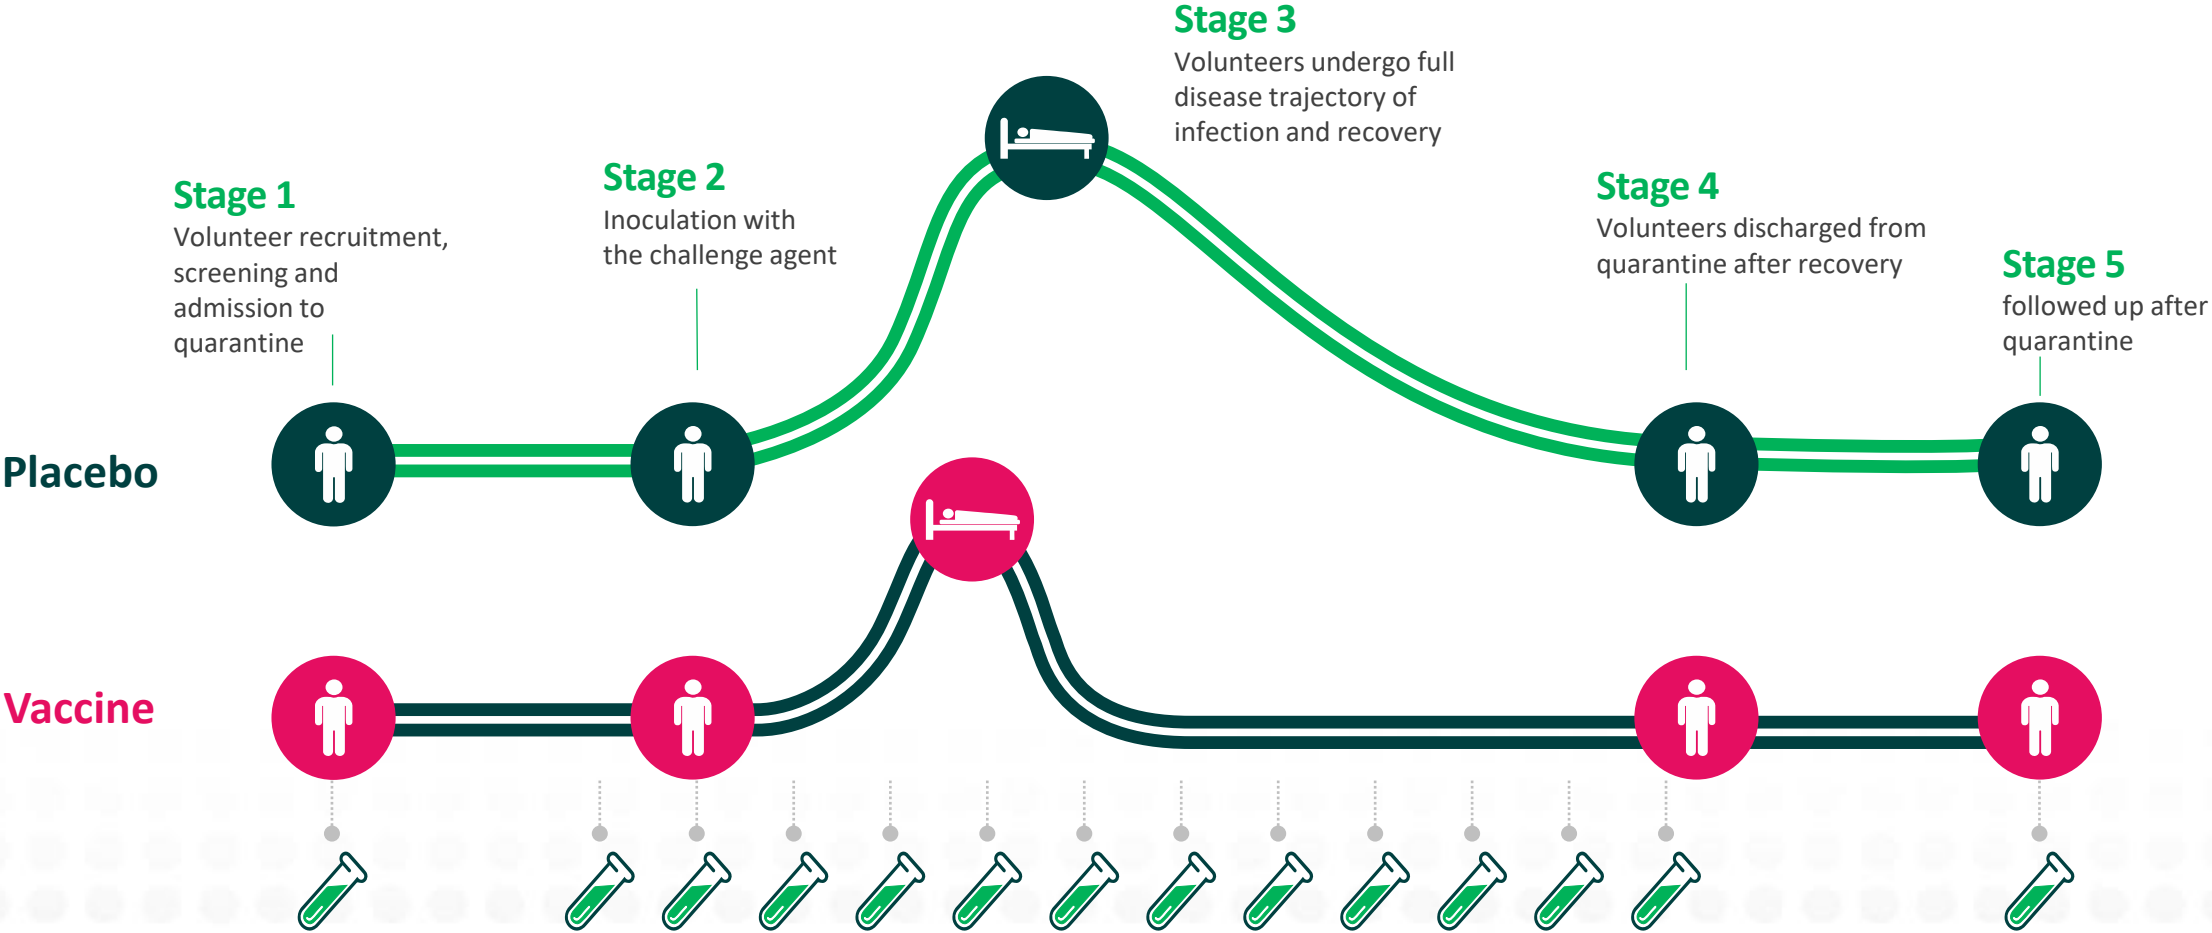 Stage 3
Volunteers undergo full
disease trajectory of
infection and recovery
Stage 2
Inoculation with
the challenge agent
Stage 1
Volunteer recruitment,
screening and
admission to
quarantine
Stage 4
Volunteers discharged from
quarantine after recovery
Stage 5
followed up after
quarantine
Placebo
Vaccine